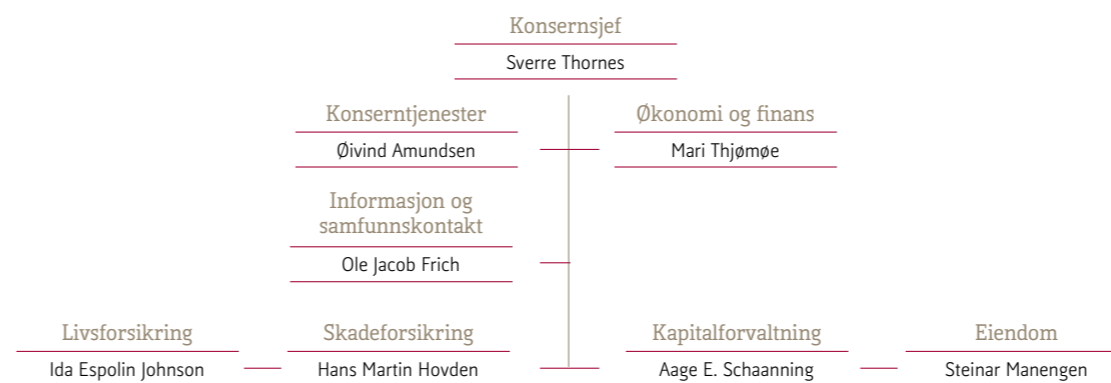 Konsernsjef
Sverre Thornes
Konserntjenester
Øivind Amundsen
Økonomi og finans
Mari Thjømøe
Informasjon og
samfunnskontakt
Ole Jacob Frich
Livsforsikring
Ida Espolin Johnson
Skadeforsikring
Hans Martin Hovden
Kapitalforvaltning
Aage E. Schaanning
Eiendom
Steinar Manengen